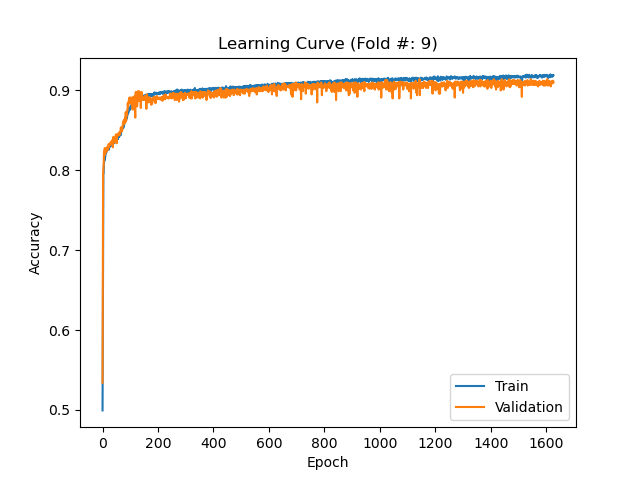 Learning Curve (Fold #: 9)
0.9
0.8
0.7
0.6
0.5
Accuracy
0 200 400 600 800 1000 1200 1400 1600
Epoch
Train
Validation